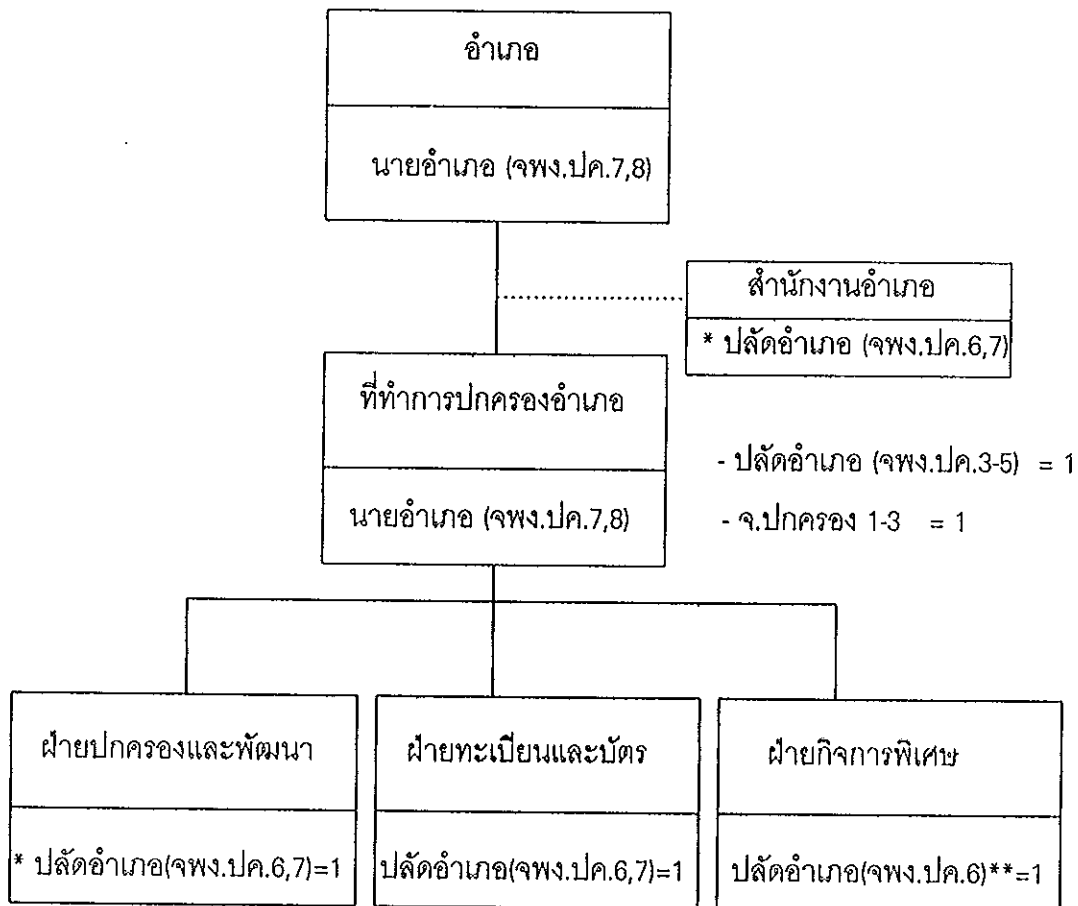 อำเภอ
นายอำเภอ (จพง.ปค.7,8)
สำนักงานอำเภอ
* ปลัดอำเภอ (จพง.ปค.6,7)
ที่ทำการปกครองอำเภอ
นายอำเภอ (จพง.ปค.7,8)
- ปลัดอำเภอ (จพง.ปค.3-5) = 1
- จ.ปกครอง 1-3 = 1
ฝ่ายปกครองและพัฒนา
* ปลัดอำเภอ(จพง.ปค.6,7)=1
ฝ่ายทะเบียนและบัตร
ปลัดอำเภอ(จพง.ปค.6,7)=1
ฝ่ายกิจการพิเศษ
ปลัดอำเภอ(จพง.ปค.6)**=1